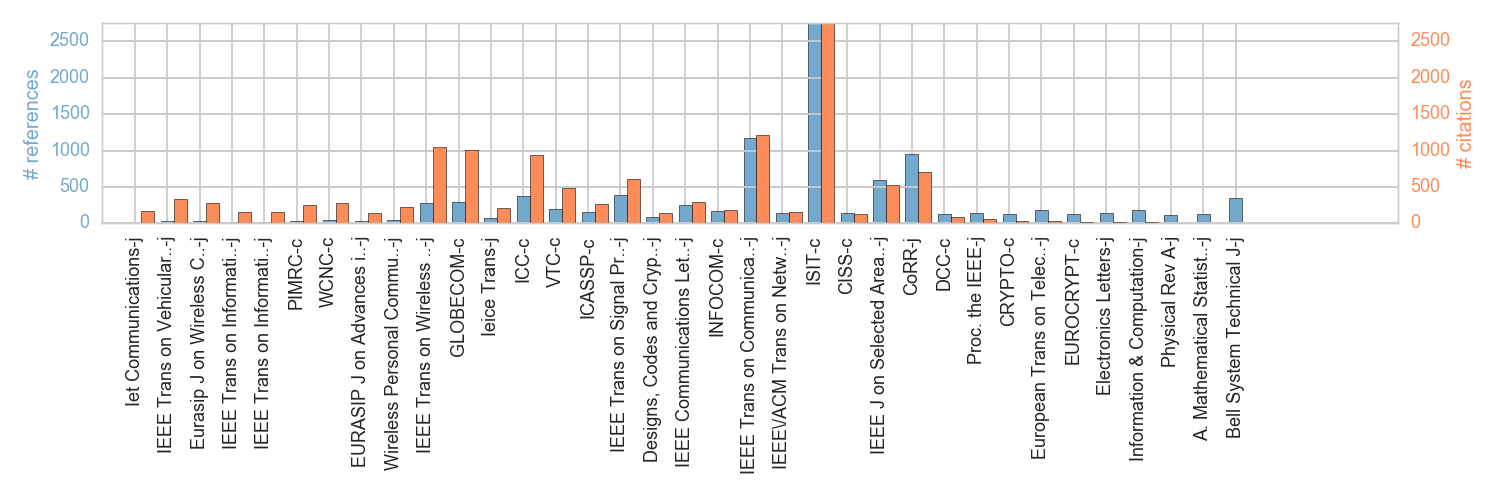 2500
2000
1500
1000
500
0
# references
2500
2000
1500
1000
500
0
# citations
Iet Communications-j
IEEE Trans on Vehicular..-j
Eurasip J on Wireless C..-j
IEEE Trans on Informati..-j
IEEE Trans on Informati..-j
PIMRC-c
WCNC-c
EURASIP J on Advances i..-j
Wireless Personal Commu..-j
IEEE Trans on Wireless ..-j
GLOBECOM-c
Ieice Trans-j
ICC-c
VTC-c
ICASSP-c
IEEE Trans on Signal Pr..-j
Designs, Codes and Cryp..-j
IEEE Communications Let..-j
INFOCOM-c
IEEE Trans on Communica..-j
IEEE\/ACM Trans on Netw..-j
ISIT-c
CISS-c
IEEE J on Selected Area..-j
CoRR-j
DCC-c
Proc. the IEEE-j
CRYPTO-c
European Trans on Telec..-j
EUROCRYPT-c
Electronics Letters-j
Information & Computation-j
Physical Rev A-j
A. Mathematical Statist..-j
Bell System Technical J-j